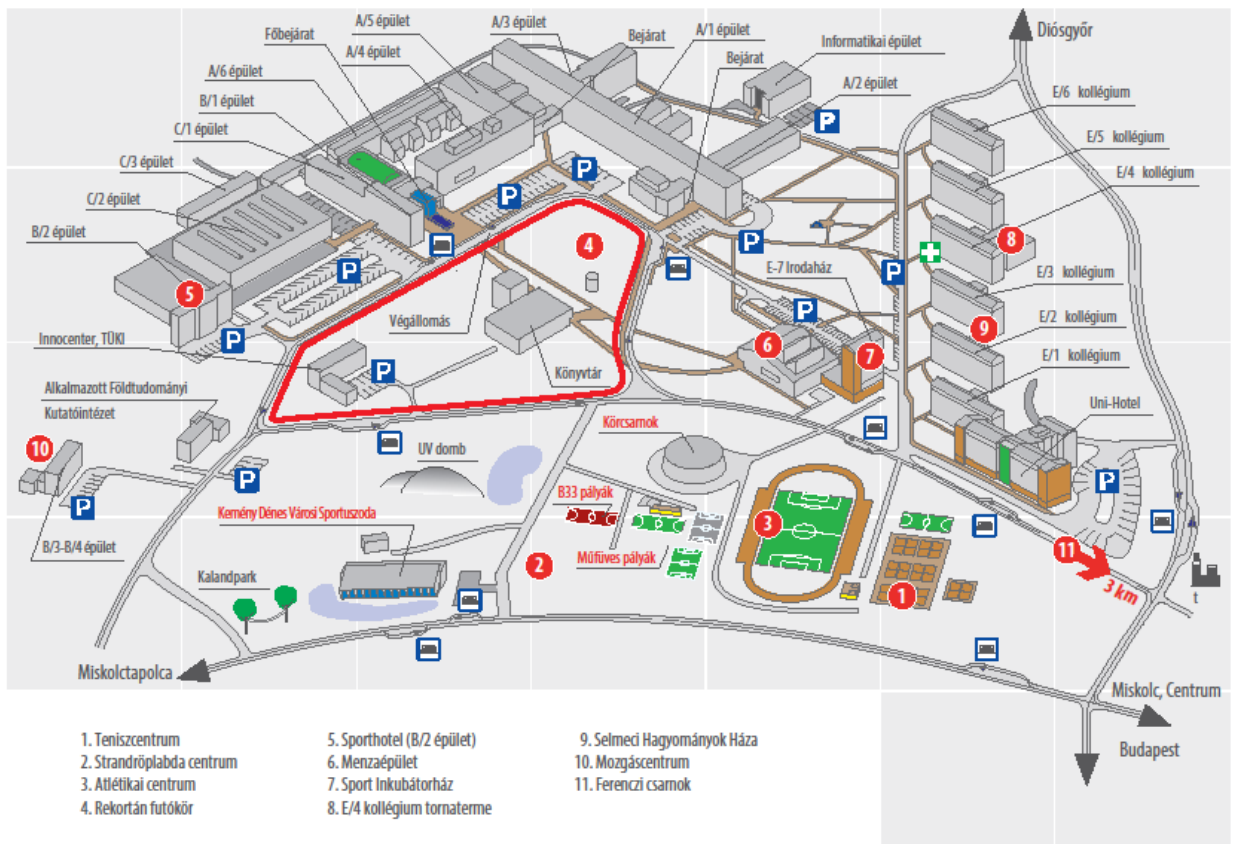 A/5 épület
A/3 épület
Főbejárat
Bejárat
A/1 épület
Informatikai épület
Diósgyőr
A/4 épület
Bejárat
A/6 épület
A/2 épület
E/6 kollégium
B/1 épület
P
C/1 épület
E/5 kollégium
C/3 épület
P
E/4 kollégium
C/2 épület
P
B/2 épület
4
P
8
P
E-7 Irodaház
P
E/3 kollégium
5
P
9
Végállomás
E/2 kollégium
Innocenter, TÜKI
P
6
7
E/1 kollégium
P
Könyvtár
Alkalmazott Földtudományi
Kutatóintézet
Uni-Hotel
Körcsarnok
10
UV domb
P
P
P
B33 pályák
Kemény Dénes Városi Sportuszoda
3
B/3-B/4 épület
Műfüves pályák
11
2
Kalandpark
1
3 km
t
Miskolctapolca
Miskolc, Centrum
Budapest
1. Teniszcentrum
2. Strandröplabda centrum
3. Atlétikai centrum
4. Rekortán futókör
5. Sporthotel (B/2 épület)
6. Menzaépület
7. Sport Inkubátorház
8. E/4 kollégium tornaterme
9. Selmeci Hagyományok Háza
10. Mozgáscentrum
11. Ferenczi csarnok